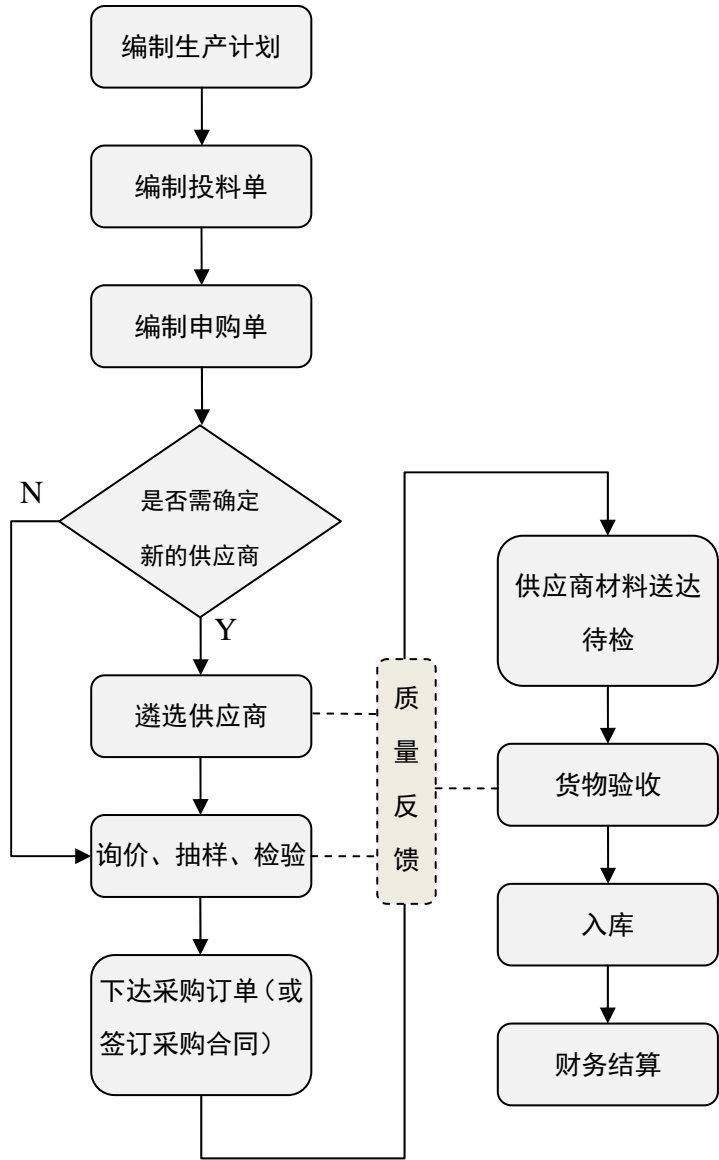 编制生产计划
编制投料单
编制申购单
是否需确定
新的供应商
N
Y
遴选供应商
询价、抽样、检验
下达采购订单（或
签订采购合同）
质
量
反
馈
供应商材料送达
待检
货物验收
入库
财务结算